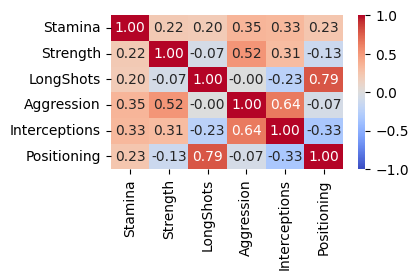 Stamina 1.00 0.22 0.20 0.35 0.33 0.23
Strength 0.22 1.00 -0.07 0.52 0.31 -0.13
LongShots 0.20 -0.07 1.00 -0.00 -0.23 0.79
Aggression 0.35 0.52 -0.00 1.00 0.64 -0.07
Interceptions 0.33 0.31 -0.23 0.64 1.00 -0.33
Positioning 0.23 -0.13 0.79 -0.07 -0.33 1.00
Stamina
Strength
LongShots
Aggression
Interceptions
Positioning
1.0
0.5
0.0
-0.5
-1.0